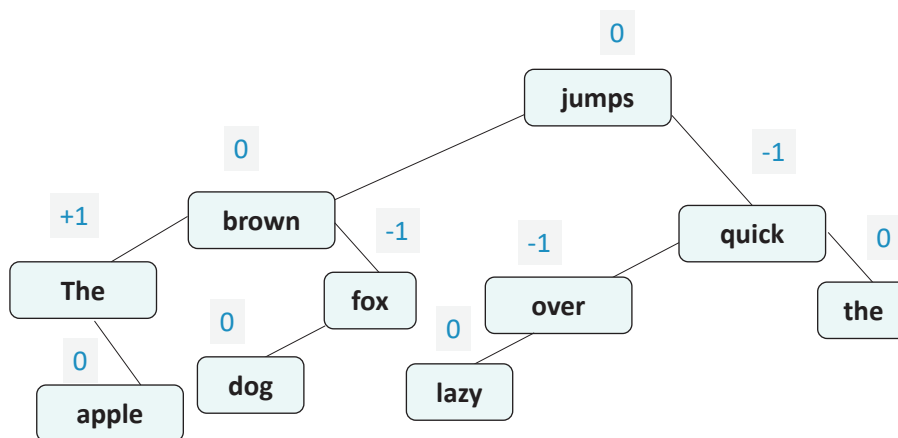 0
jumps
0
-1
+1
brown
-1
quick
0
-1
The
fox
over
the
0
0
0
dog
lazy
apple